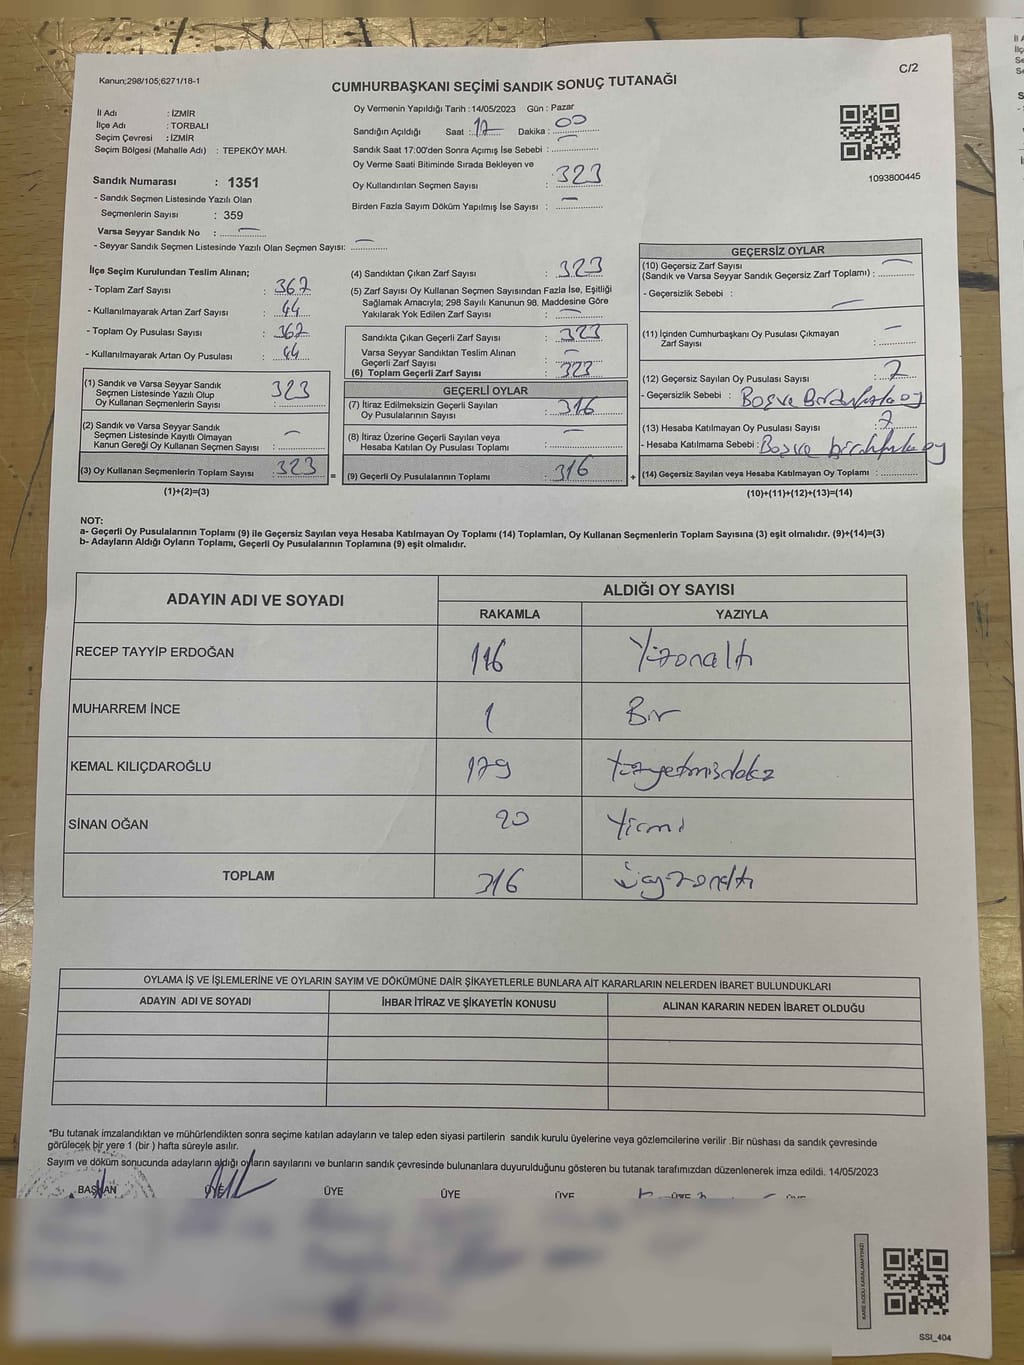 Kanun;298/105;6271/18-1
CUMHURBAŞKANI SEÇİMİ SANDIK SONUÇ TUTANAĞI
C/2
İl Adı : İZMİR
İlçe Adı : TORBALI
Seçim Çevresi : İZMİR
Seçim Bölgesi (Mahalle Adı) : TEPEKÖY MAH.
Sandık Numarası : 1351
- Sandık Seçmen Listesinde Yazılı Olan
Seçmenlerin Sayısı : 359
Varsa Seyyar Sandık No : —
- Seyyar Sandık Seçmen Listesinde Yazılı Olan Seçmen Sayısı: —
Oy Vermenin Yapıldığı Tarih :14/05/2023 Gün : Pazar
Sandığın Açıldığı Saat : 17 Dakika : 00
Sandık Saat 17:00'den Sonra Açımış İse Sebebi : —
Oy Verme Saati Bitiminde Sırada Bekleyen ve
Oy Kullandırılan Seçmen Sayısı : 323
Birden Fazla Sayım Döküm Yapılmış İse Sayısı : —
1093800445
İlçe Seçim Kurulundan Teslim Alınan;
- Toplam Zarf Sayısı : 367
- Kullanılmayarak Artan Zarf Sayısı : 44
- Toplam Oy Pusulası Sayısı : 367
- Kullanılmayarak Artan Oy Pusulası : 44
(1) Sandık ve Varsa Seyyar Sandık
Seçmen Listesinde Yazılı Olup
Oy Kullanan Seçmenlerin Sayısı : 323
(2) Sandık ve Varsa Seyyar Sandık
Seçmen Listesinde Kayıtlı Olmayan
Kanun Gereği Oy Kullanan Seçmen Sayısı : —
(3) Oy Kullanan Seçmenlerin Toplam Sayısı : 323
(1)+(2)=(3)
(4) Sandıktan Çıkan Zarf Sayısı : 323
(5) Zarf Sayısı Oy Kullanan Seçmen Sayısından Fazla İse, Eşitliği
Sağlamak Amacıyla; 298 Sayılı Kanunun 98. Maddesine Göre
Yakılarak Yok Edilen Zarf Sayısı : —
Sandıkta Çıkan Geçerli Zarf Sayısı : 323
Varsa Seyyar Sandıktan Teslim Alınan
Geçerli Zarf Sayısı : —
(6) Toplam Geçerli Zarf Sayısı : 323
=
GEÇERLİ OYLAR
(7) İtiraz Edilmeksizin Geçerli Sayılan
Oy Pusulalarının Sayısı : 316
(8) İtiraz Üzerine Geçerli Sayılan veya
Hesaba Katılan Oy Pusulası Toplamı : —
(9) Geçerli Oy Pusulalarının Toplamı : 316
+
GEÇERSİZ OYLAR
(10) Geçersiz Zarf Sayısı
(Sandık ve Varsa Seyyar Sandık Geçersiz Zarf Toplamı) : —
- Geçersizlik Sebebi : —
(11) İçinden Cumhurbaşkanı Oy Pusulası Çıkmayan
Zarf Sayısı : —
(12) Geçersiz Sayılan Oy Pusulası Sayısı : 7
- Geçersizlik Sebebi : Boş ve Birden fazla oy
(13) Hesaba Katılmayan Oy Pusulası Sayısı : 7
- Hesaba Katılmama Sebebi : Boş ve birden fazla oy
(14) Geçersiz Sayılan veya Hesaba Katılmayan Oy Toplamı :
(10)+(11)+(12)+(13)=(14)
NOT:
a- Geçerli Oy Pusulalarının Toplamı (9) ile Geçersiz Sayılan veya Hesaba Katılmayan Oy Toplamı (14) Toplamları, Oy Kullanan Seçmenlerin Toplam Sayısına (3) eşit olmalıdır. (9)+(14)=(3)
b- Adayların Aldığı Oyların Toplamı, Geçerli Oy Pusulalarının Toplamına (9) eşit olmalıdır.
ADAYIN ADI VE SOYADI
ALDIĞI OY SAYISI
RAKAMLA YAZIYLA
RECEP TAYYİP ERDOĞAN 116 Yüzonaltı
MUHARREM İNCE 1 Bir
KEMAL KILIÇDAROĞLU 179 Yüzyetmişdokuz
SİNAN OĞAN 20 Yirmi
TOPLAM 316 Üçyüzonaltı
OYLAMA İŞ VE İŞLEMLERİNE VE OYLARIN SAYIM VE DÖKÜMÜNE DAİR ŞİKAYETLERLE BUNLARA AİT KARARLARIN NELERDEN İBARET BULUNDUKLARI
ADAYIN ADI VE SOYADI İHBAR İTİRAZ VE ŞİKAYETİN KONUSU ALINAN KARARIN NEDEN İBARET OLDUĞU
*Bu tutanak imzalandıktan ve mühürlendikten sonra seçime katılan adayların ve talep eden siyasi partilerin sandık kurulu üyelerine veya gözlemcilerine verilir .Bir nüshası da sandık çevresinde
görülecek bir yere 1 (bir ) hafta süreyle asılır.
Sayım ve döküm sonucunda adayların aldığı oyların sayılarını ve bunların sandık çevresinde bulunanlara duyurulduğunu gösteren bu tutanak tarafımızdan düzenlenerek imza edildi. 14/05/2023
BAŞKAN ÜYE ÜYE ÜYE ÜYE ÜYE ÜYE
SSI_404